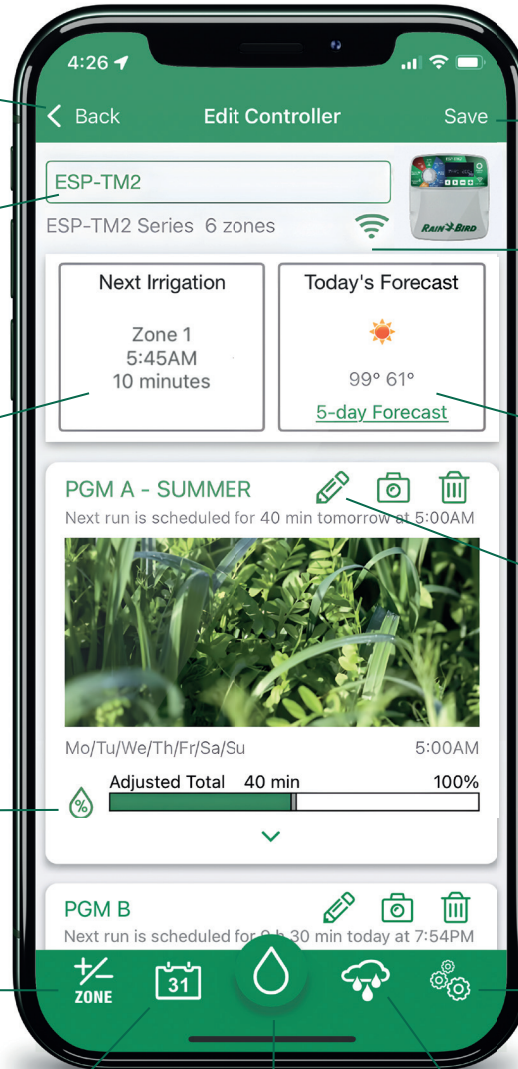 4:26
Back Edit Controller Save
ESP-TM2
ESP-TM2 Series 6 zones
RAIN BIRD
Next Irrigation
Zone 1
5:45AM
10 minutes
Today's Forecast
99° 61°
5-day Forecast
PGM A - SUMMER
Next run is scheduled for 40 min tomorrow at 5:00AM
Mo/Tu/We/Th/Fr/Sa/Su 5:00AM
%
Adjusted Total 40 min 100%
PGM B
Next run is scheduled for 30 min today at 7:54PM
+/-
ZONE
31